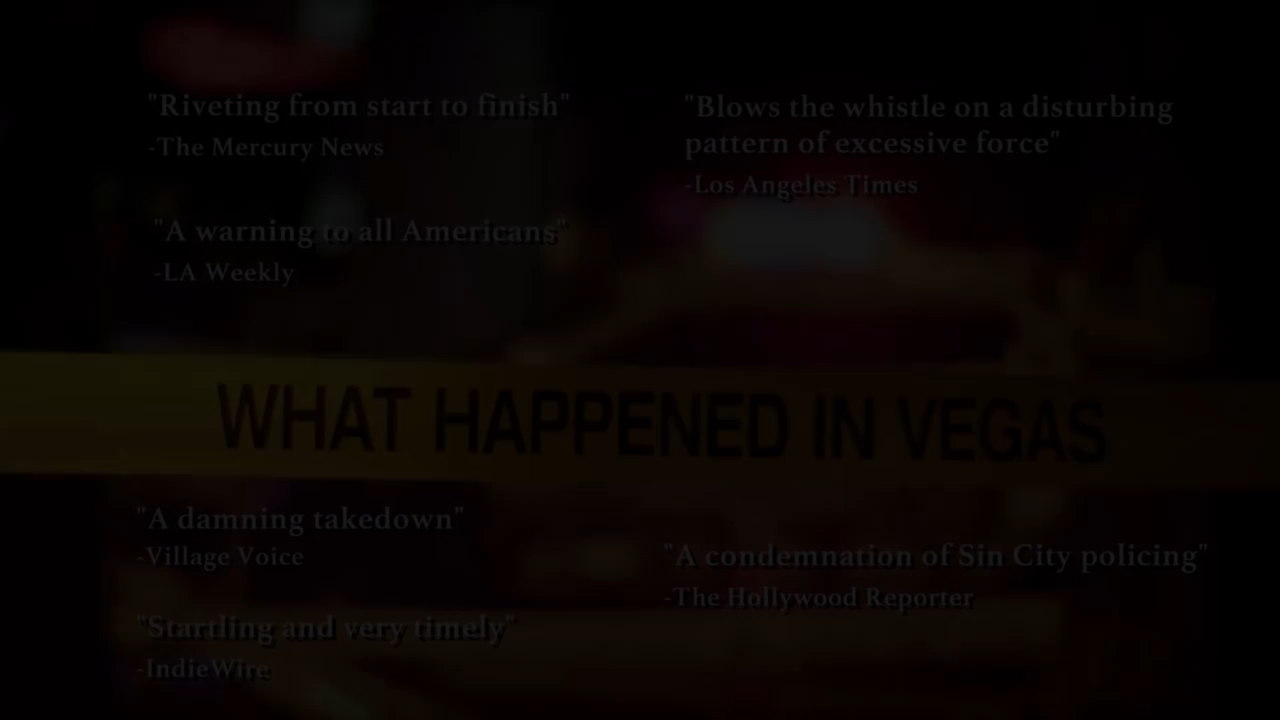 "Riveting from start to finish"
-The Mercury News
"Blows the whistle on a disturbing
pattern of excessive force"
-Los Angeles Times
"A warning to all Americans"
-LA Weekly
WHAT HAPPENED IN VEGAS
"A damning takedown"
-Village Voice
"A condemnation of Sin City policing"
-The Hollywood Reporter
"Startling and very timely"
-IndieWire